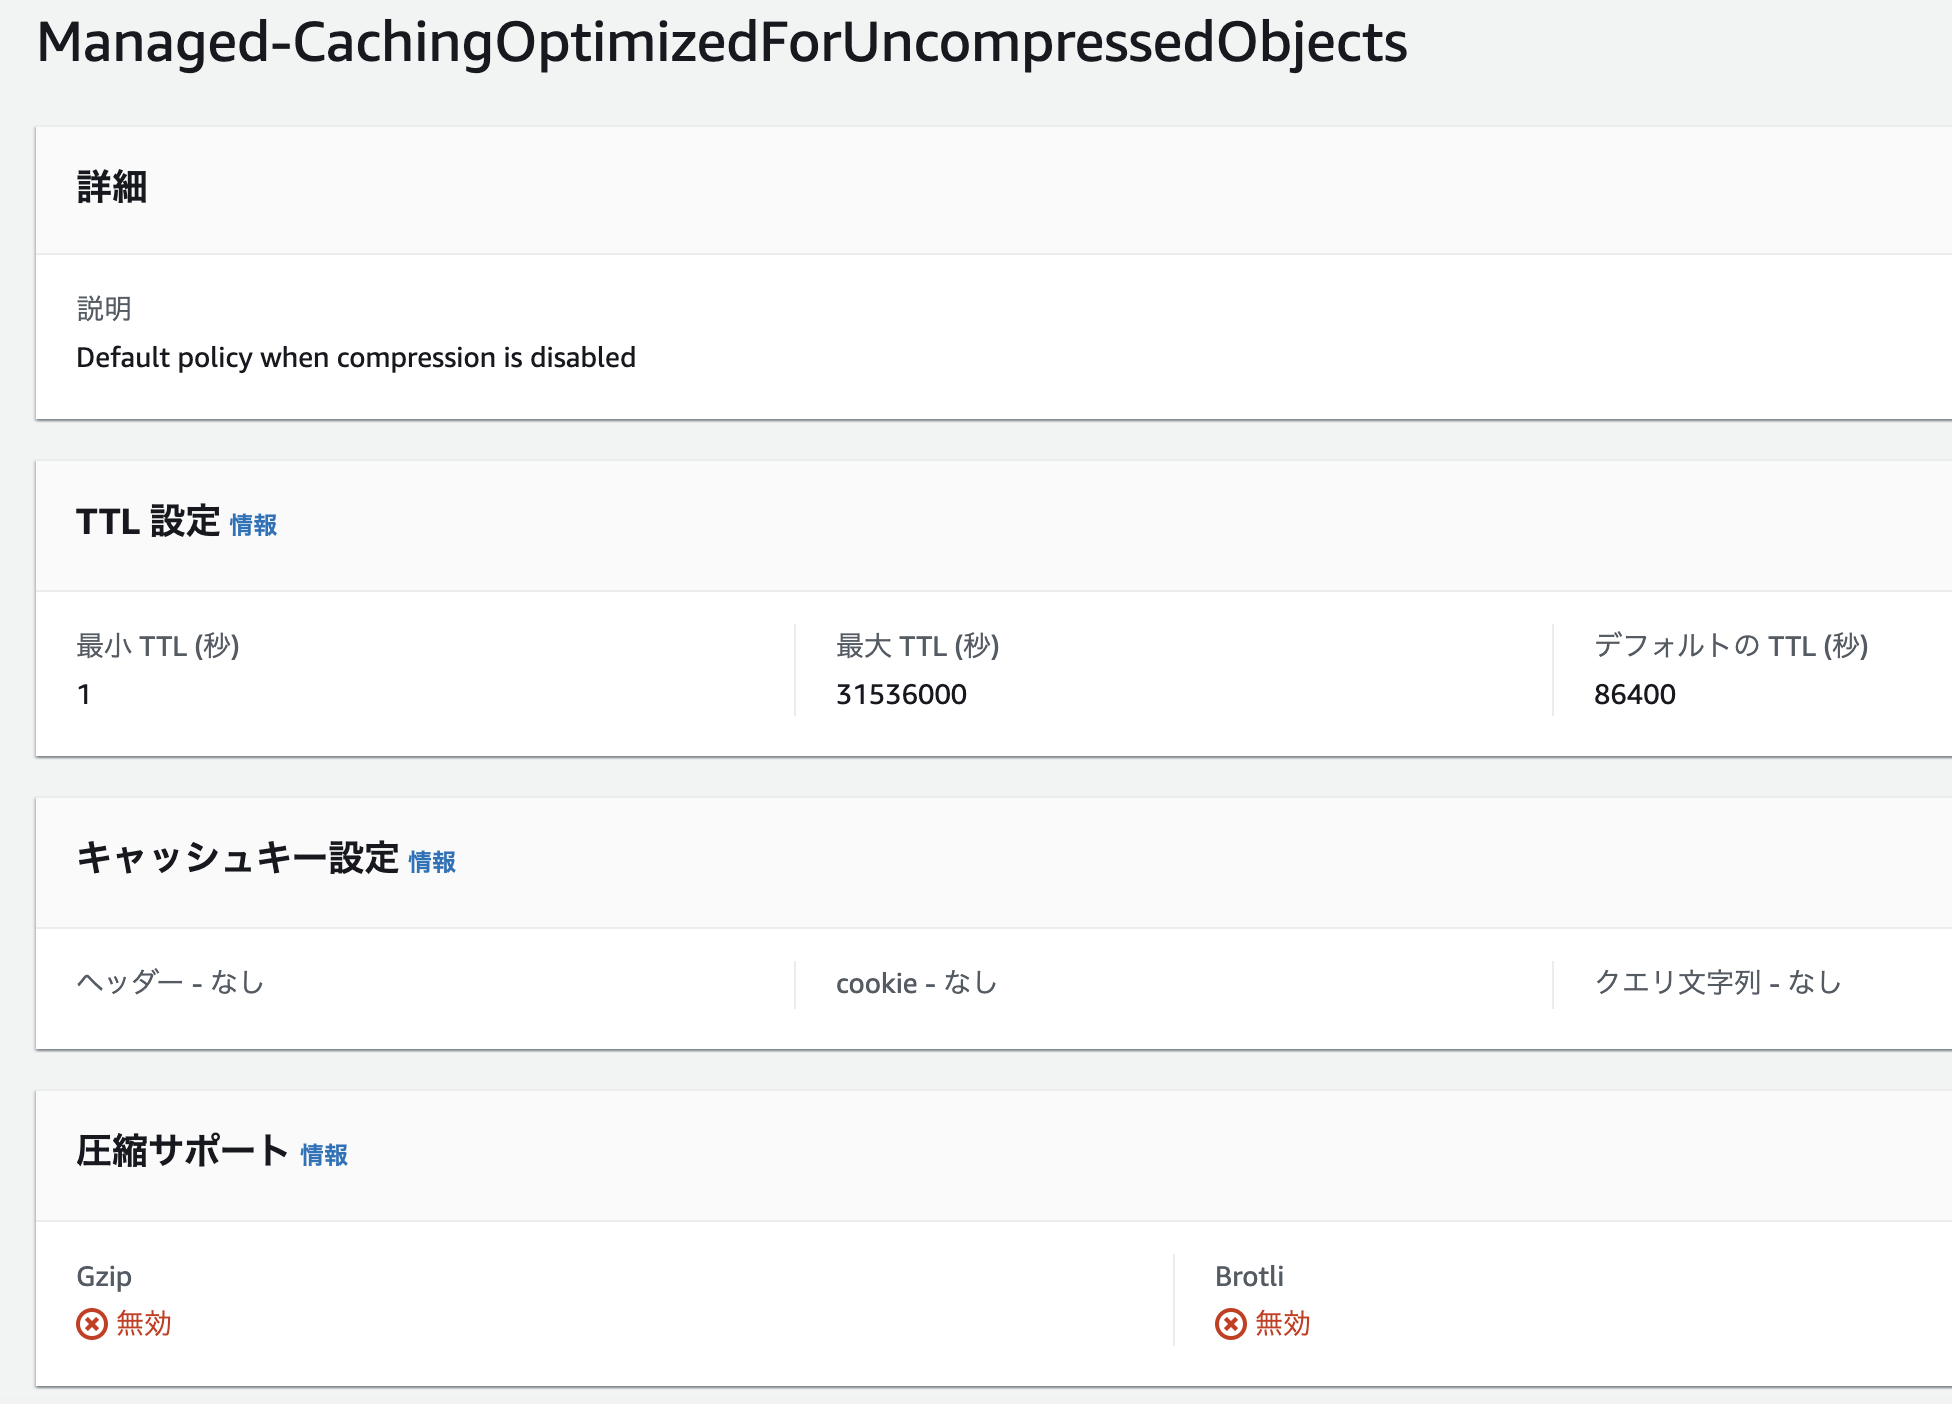 Managed-CachingOptimizedForUncompressedObjects
詳細
説明
Default policy when compression is disabled
TTL 設定 情報
最小 TTL (秒)
1
最大 TTL (秒)
31536000
デフォルトの TTL (秒)
86400
キャッシュキー設定 情報
ヘッダー - なし
cookie - なし
クエリ文字列 - なし
圧縮サポート 情報
Gzip
無効
Brotli
無効